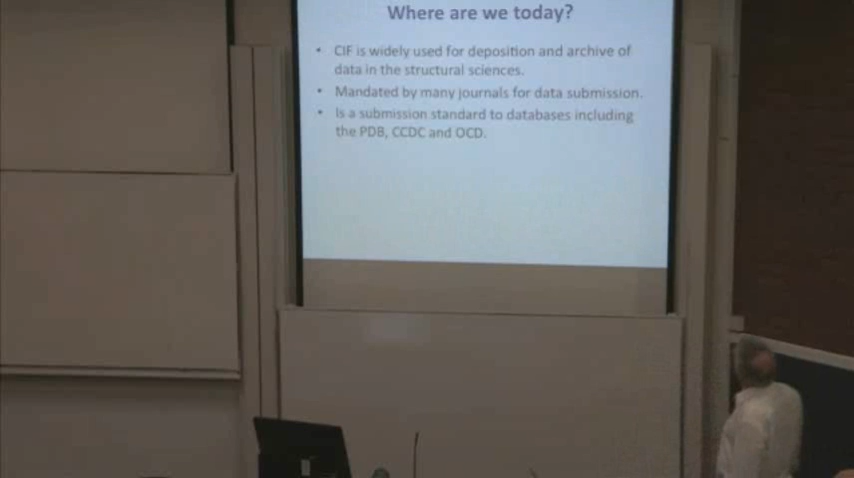 Where are we today?
• CIF is widely used for deposition and archive of
data in the structural sciences.
• Mandated by many journals for data submission.
• Is a submission standard to databases including
the PDB, CCDC and OCD.